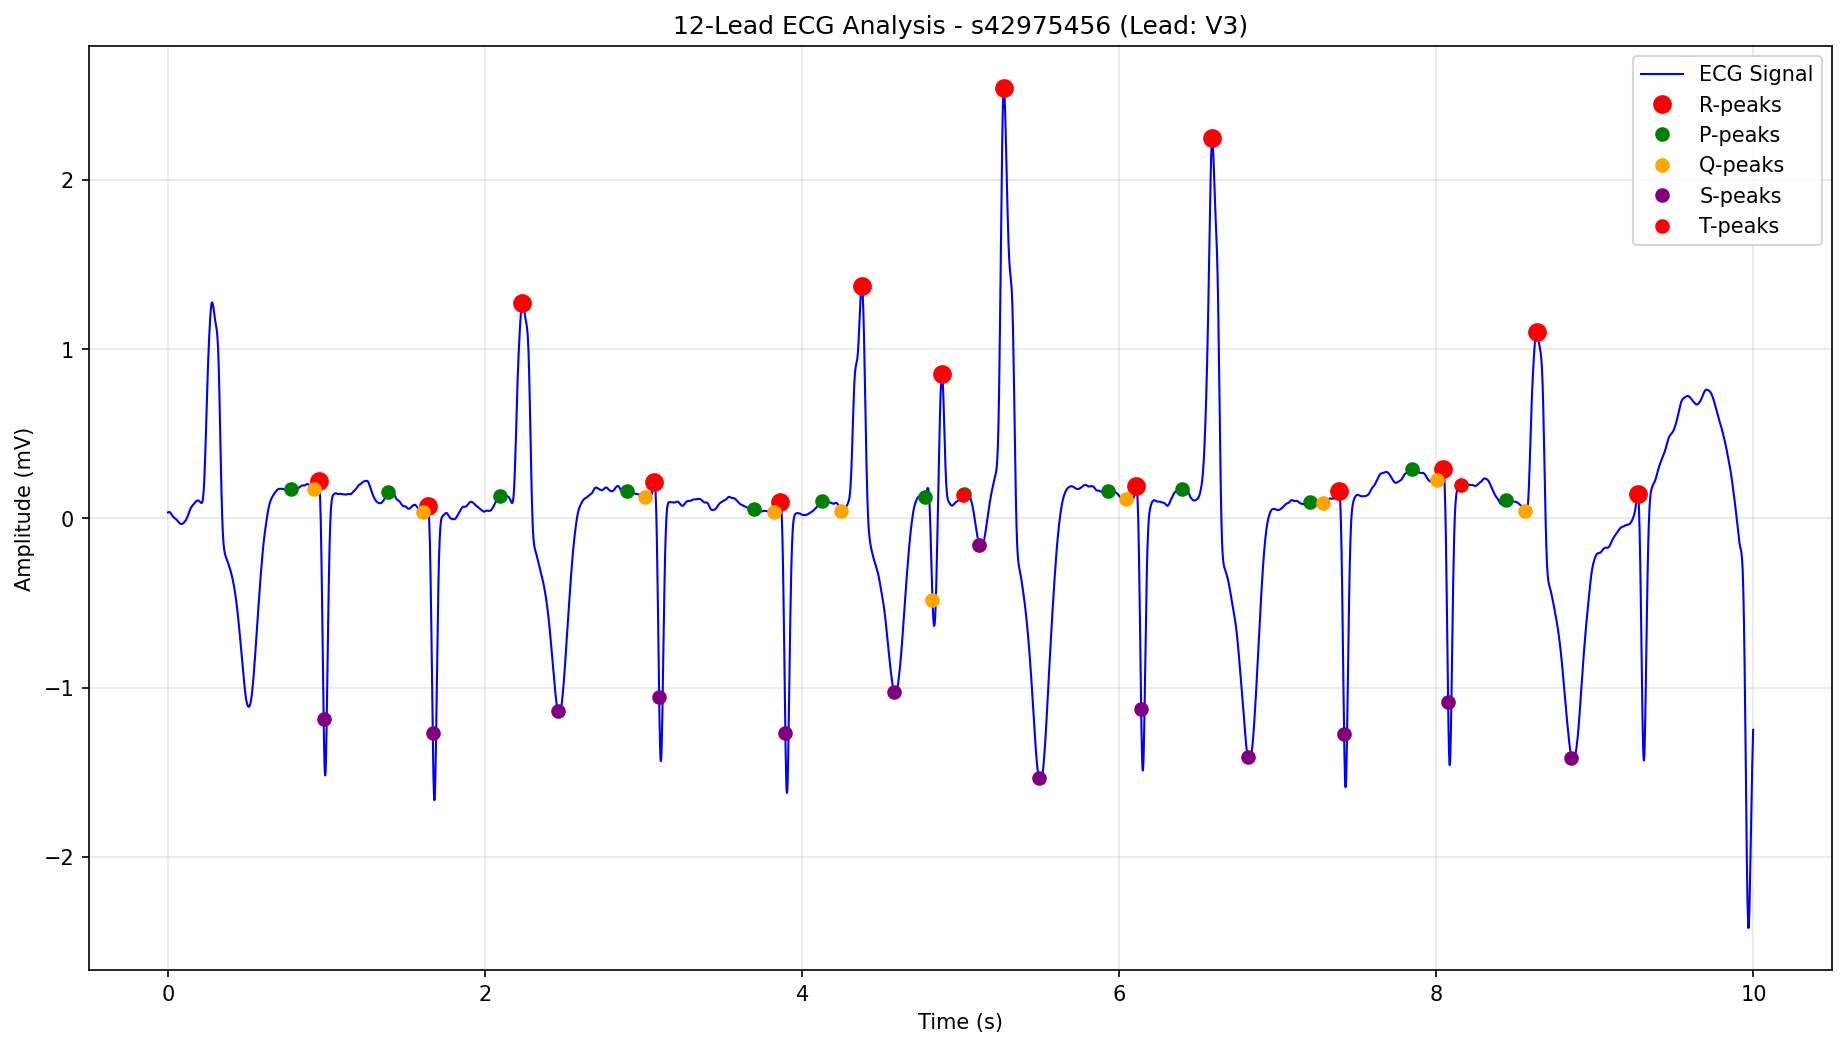 12-Lead ECG Analysis - s42975456 (Lead: V3)
ECG Signal
R-peaks
P-peaks
Q-peaks
S-peaks
T-peaks
Amplitude (mV)
2
1
0
−1
−2
0 2 4 6 8 10
Time (s)